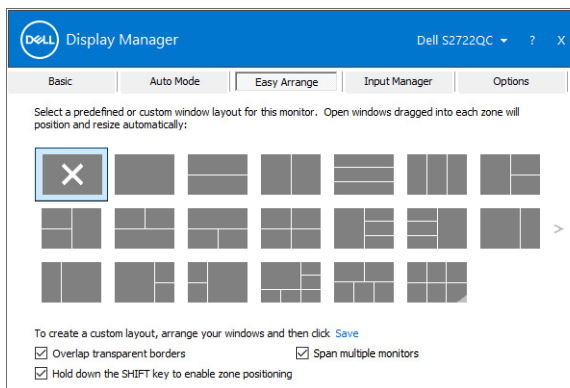 DELL Display Manager Dell S2722QC ? X
Basic Auto Mode Easy Arrange Input Manager Options
Select a predefined or custom window layout for this monitor. Open windows dragged into each zone will
position and resize automatically:
To create a custom layout, arrange your windows and then click Save
Overlap transparent borders Span multiple monitors
Hold down the SHIFT key to enable zone positioning